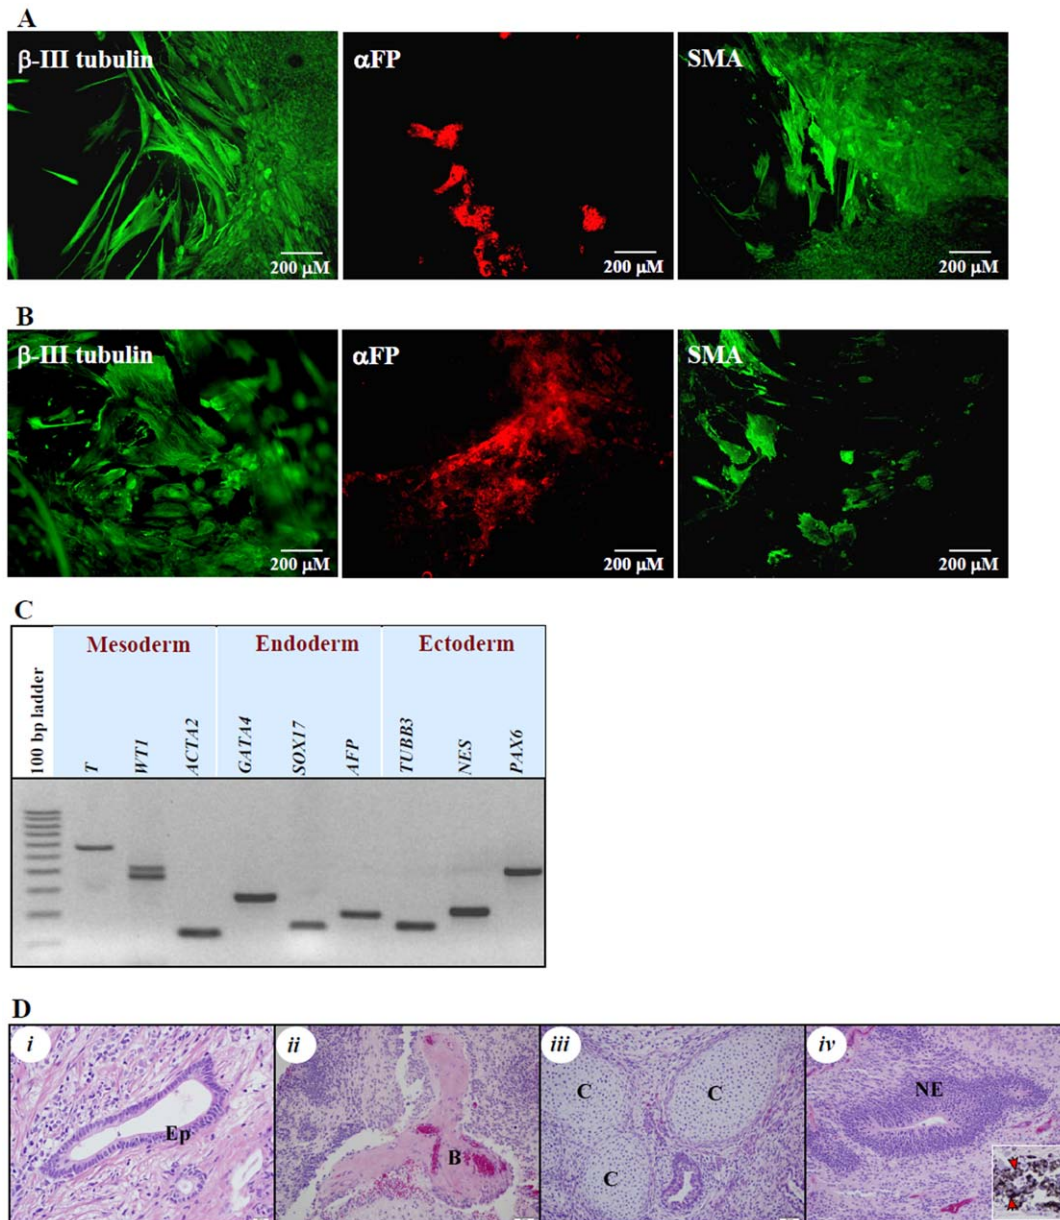 A
β-III tubulin
αFP
SMA
200 μM
200 μM
200 μM
B
β-III tubulin
αFP
SMA
200 μM
200 μM
200 μM
C
Mesoderm
Endoderm
Ectoderm
100 bp ladder
T
WT1
ACTA2
GATA4
SOX17
AFP
TUBB3
NES
PAX6
D
i
ii
iii
iv
Ep
B
C
C
C
NE